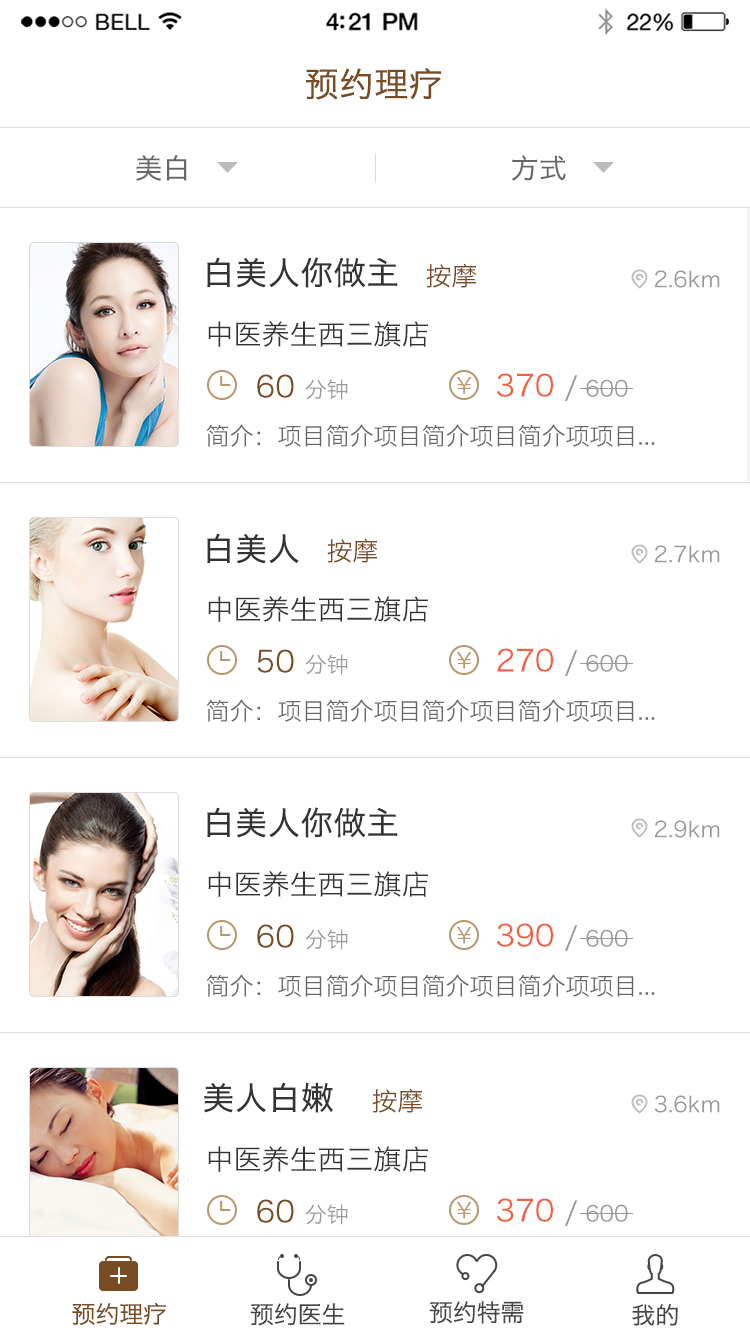 BELL 4:21 PM 22%
预约理疗
美白 方式
白美人你做主 按摩 2.6km
中医养生西三旗店
60 分钟 ¥ 370 /600
简介：项目简介项目简介项目简介项项目...
白美人 按摩 2.7km
中医养生西三旗店
50 分钟 ¥ 270 /600
简介：项目简介项目简介项目简介项项目...
白美人你做主 2.9km
中医养生西三旗店
60 分钟 ¥ 390 /600
简介：项目简介项目简介项目简介项项目...
美人白嫩 按摩 3.6km
中医养生西三旗店
60 分钟 ¥ 370 /600
预约理疗 预约医生 预约特需 我的